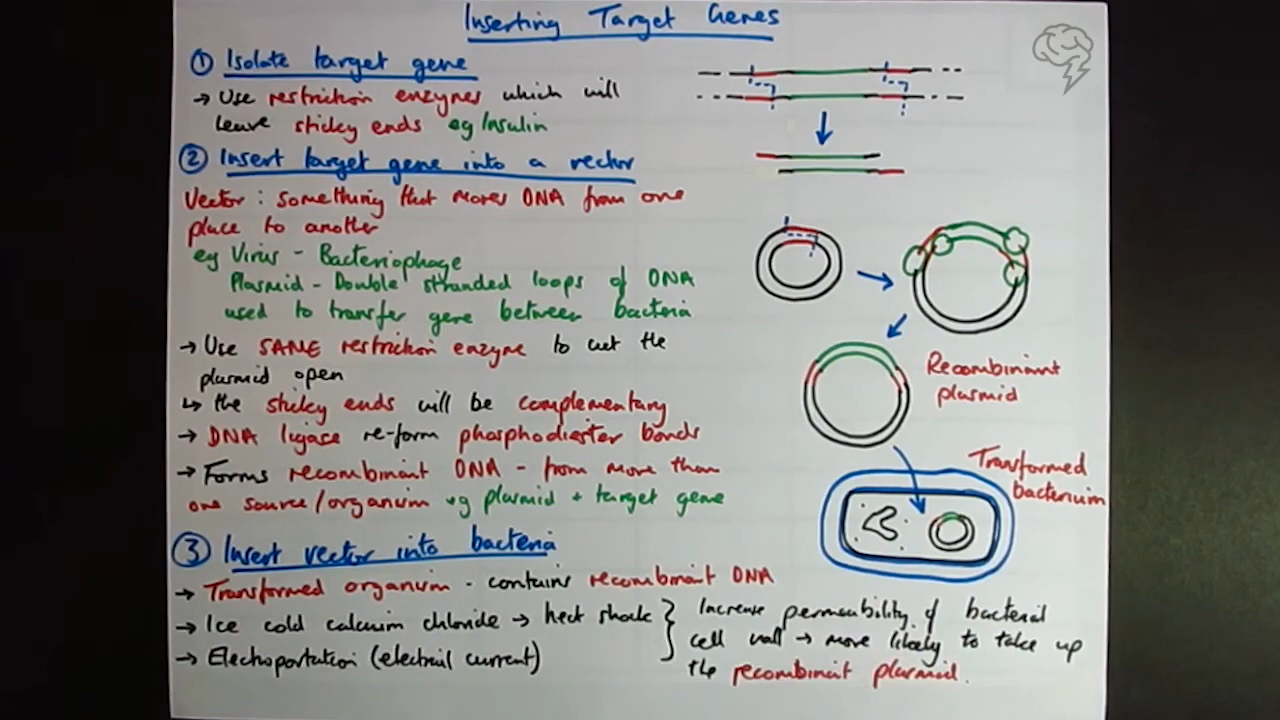 Inserting Target Genes
① Isolate target gene
→ Use restriction enzymes which will
leave sticky ends eg Insulin
② Insert target gene into a vector
Vector : something that moves DNA from one
place to another
eg Virus - Bacteriophage
Plasmid - Double stranded loops of DNA
used to transfer gene between bacteria
→ Use SAME restriction enzyme to cut the
plasmid open
↳ the sticky ends will be complementary
→ DNA ligase re-form phosphodiester bonds
→ Forms recombinant DNA - from more than
one source/organism eg plasmid + target gene
③ Insert vector into bacteria
→ Transformed organism - contains recombinant DNA
→ Ice cold calcium chloride → heat shock
→ Electroportation (electrial current)
Increase permeability of bacterial
cell wall → more likely to take up
the recombinant plasmid.
Recombinant
plasmid
Transformed
bacterium